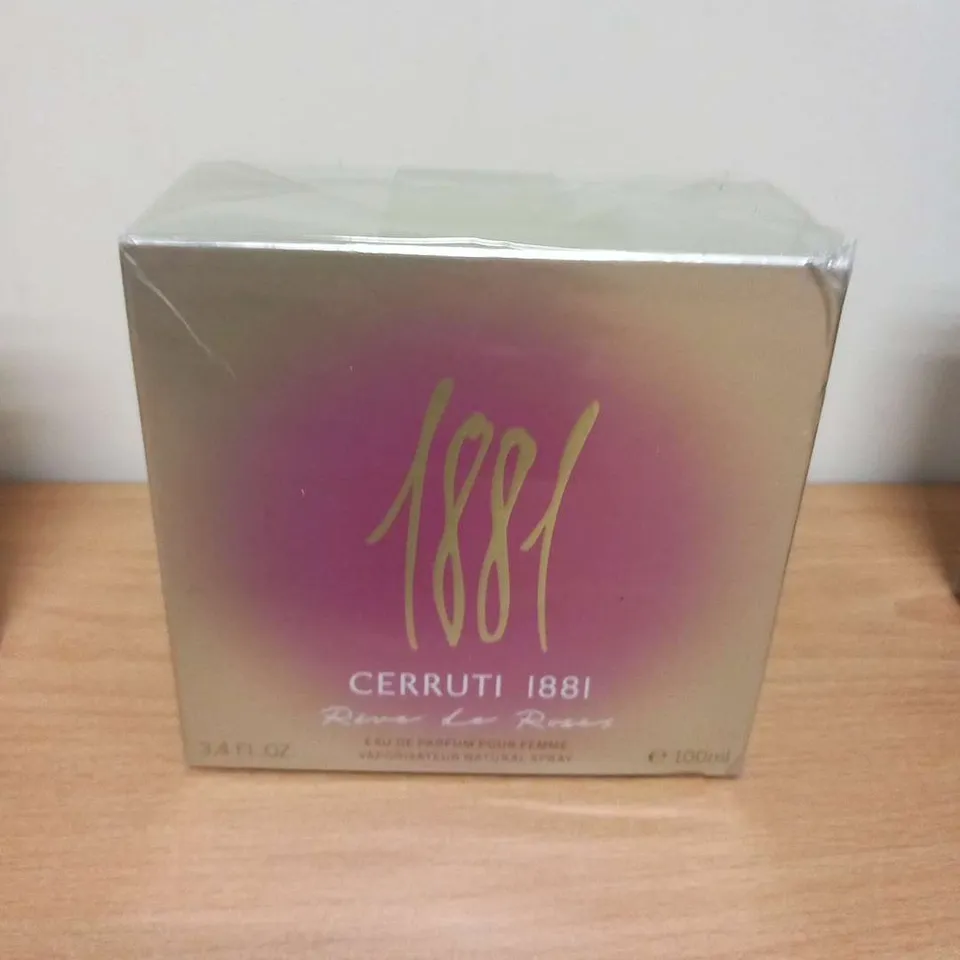 1881
CERRUTI 1881
Rêve de Roses
EAU DE PARFUM POUR FEMME
VAPORISATEUR NATURAL SPRAY
3.4 FL. OZ.
e 100ml